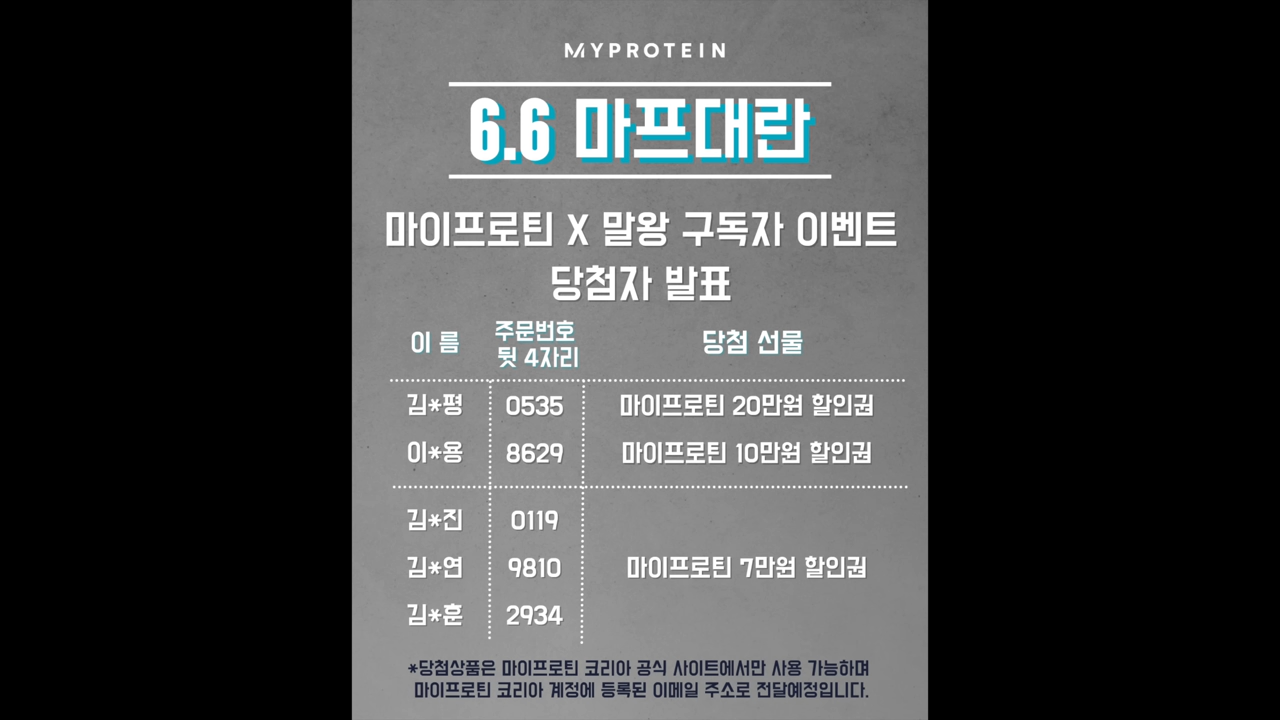 MYPROTEIN
6.6 마프대란
마이프로틴 X 말왕 구독자 이벤트
당첨자 발표
이 름 주문번호 뒷 4자리 당첨 선물
김*평 0535 마이프로틴 20만원 할인권
이*용 8629 마이프로틴 10만원 할인권
김*진 0119
김*연 9810 마이프로틴 7만원 할인권
김*훈 2934
*당첨상품은 마이프로틴 코리아 공식 사이트에서만 사용 가능하며
마이프로틴 코리아 계정에 등록된 이메일 주소로 전달예정입니다.